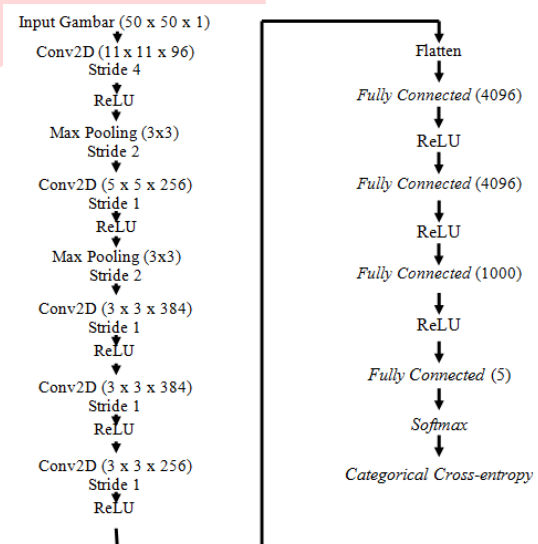 Input Gambar (50 x 50 x 1)
Conv2D (11 x 11 x 96)
Stride 4
ReLU
Max Pooling (3x3)
Stride 2
Conv2D (5 x 5 x 256)
Stride 1
ReLU
Max Pooling (3x3)
Stride 2
Conv2D (3 x 3 x 384)
Stride 1
ReLU
Conv2D (3 x 3 x 384)
Stride 1
ReLU
Conv2D (3 x 3 x 256)
Stride 1
ReLU
Flatten
Fully Connected (4096)
ReLU
Fully Connected (4096)
ReLU
Fully Connected (1000)
ReLU
Fully Connected (5)
Softmax
Categorical Cross-entropy